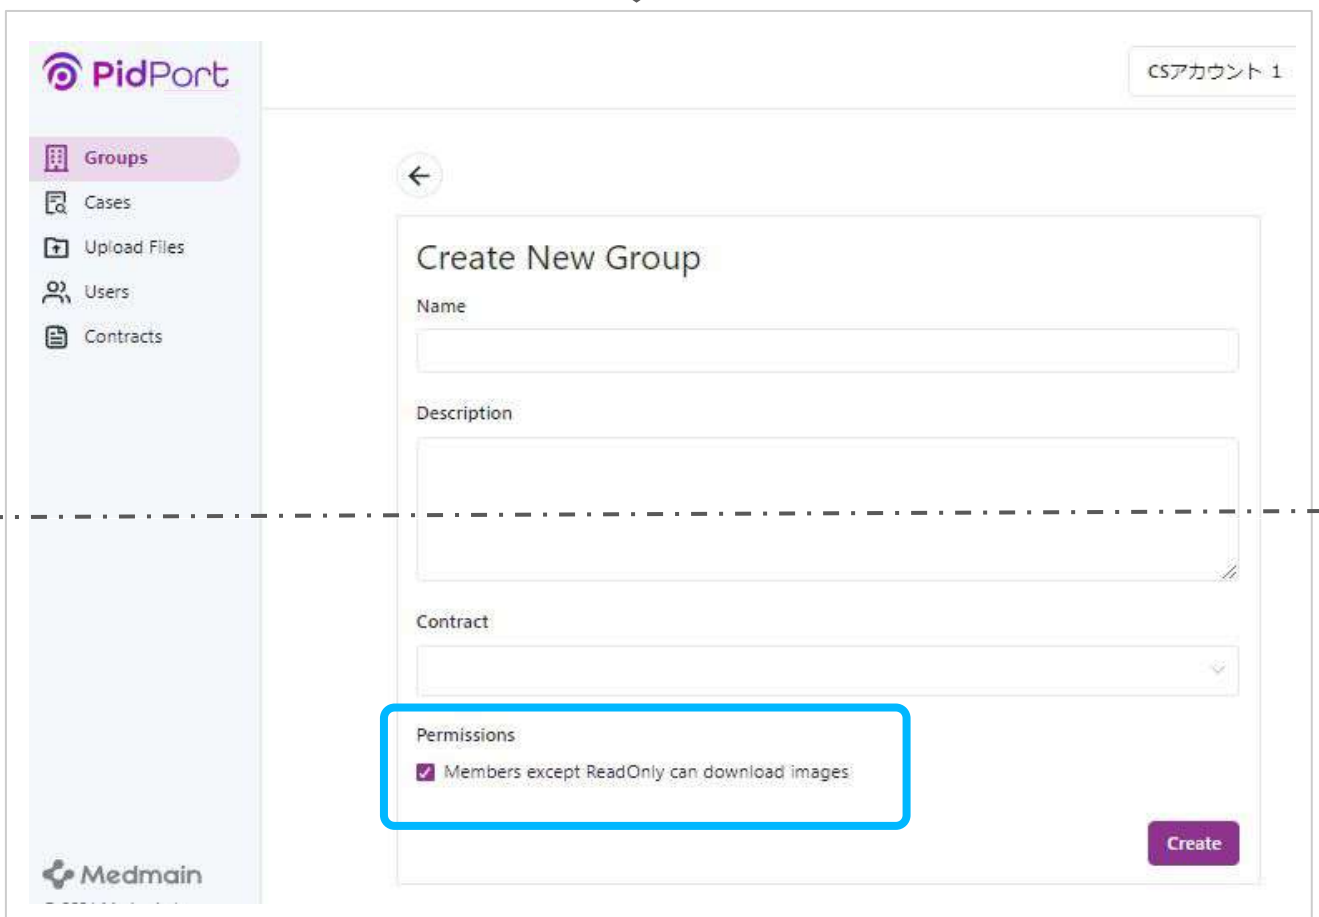 PidPort
CSアカウント 1
Groups
Cases
Upload Files
Users
Contracts
Create New Group
Name
Description
Contract
Permissions
Members except ReadOnly can download images
Create
Medmain